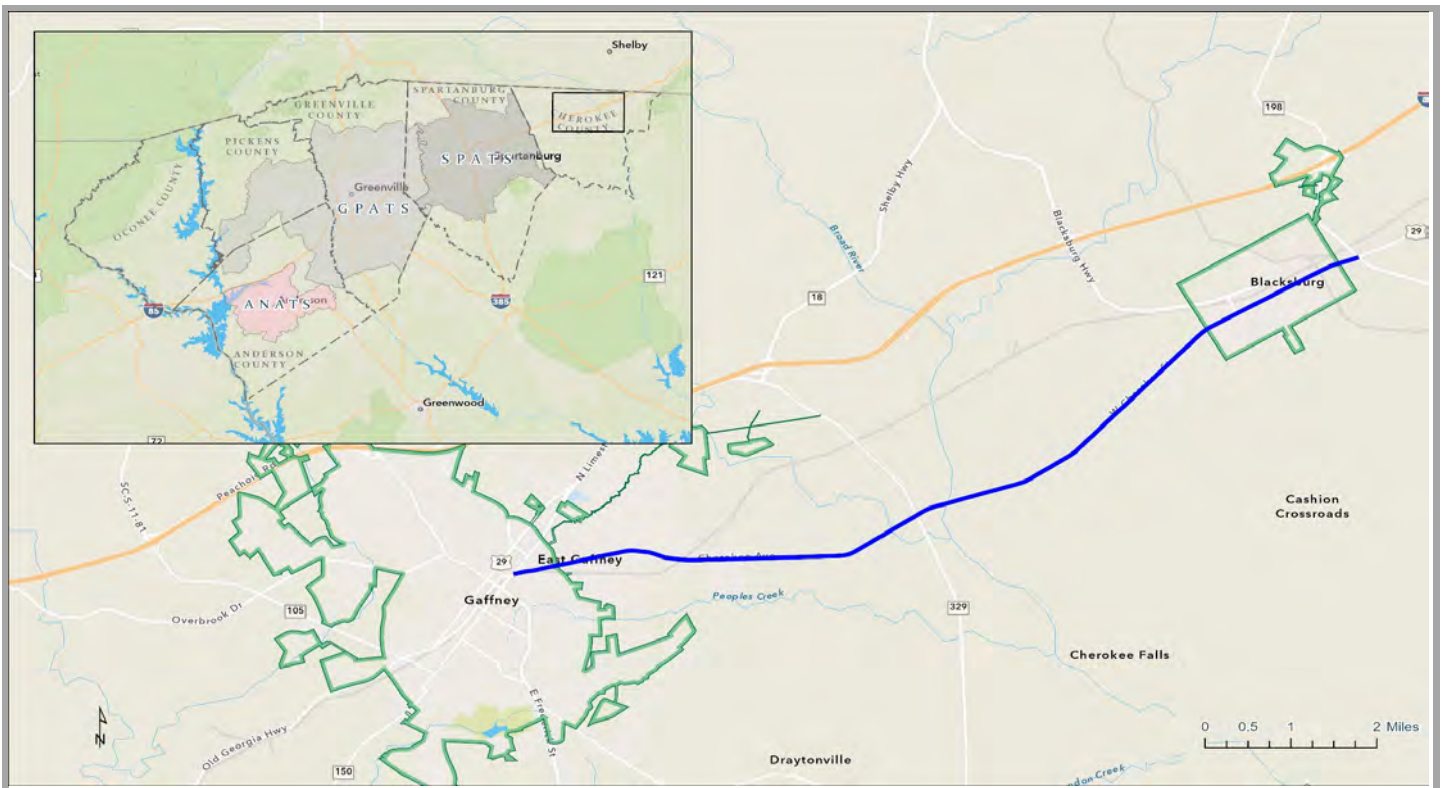 Shelby
SPARTANBURG
COUNTY
GREENVILLE
COUNTY
HEROKEE
COUNTY
PICKENS
COUNTY
SPATS
Spartanburg
OCONEE COUNTY
Greenville
GPATS
121
ANATS
85
385
ANDERSON
COUNTY
Greenwood
72
198
Shelby Hwy
Broad River
Blacksburg Hwy
29
18
Blacksburg
N Limest
Peachoid Rd
SC-S-11-81
Cashion
Crossroads
29
East Gaffney
Cherokee Ave
Gaffney
Peoples Creek
Overbrook Dr
105
329
Cherokee Falls
N
Old Georgia Hwy
E Frederick St
150
Draytonville
0 0.5 1 2 Miles